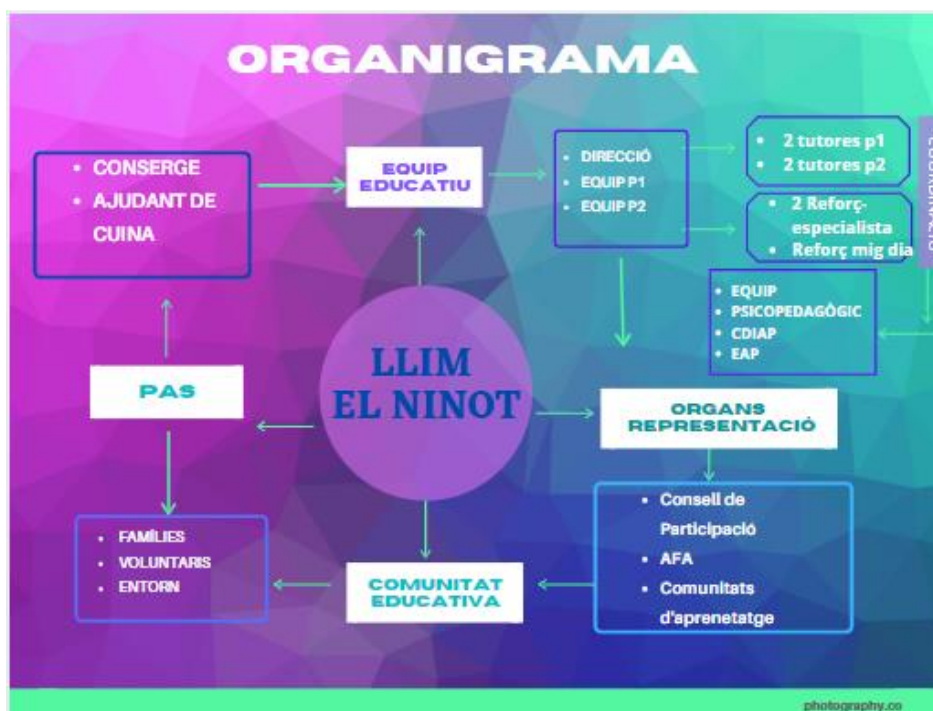 ORGANIGRAMA
• CONSERGE
• AJUDANT DE
CUINA
EQUIP
EDUCATIU
• DIRECCIÓ
• EQUIP P1
• EQUIP P2
• 2 tutores p1
• 2 tutores p2
• 2 Reforç-
especialista
• Reforç mig dia
• EQUIP
• PSICOPEDAGÒGIC
• CDIAP
• EAP
LLIM
EL NINOT
PAS
ORGANS
REPRESENTACIÓ
• Consell de
Participació
• AFA
• Comunitats
d'aprenetatge
• FAMÍLIES
• VOLUNTARIS
• ENTORN
COMUNITAT
EDUCATIVA
photography.co